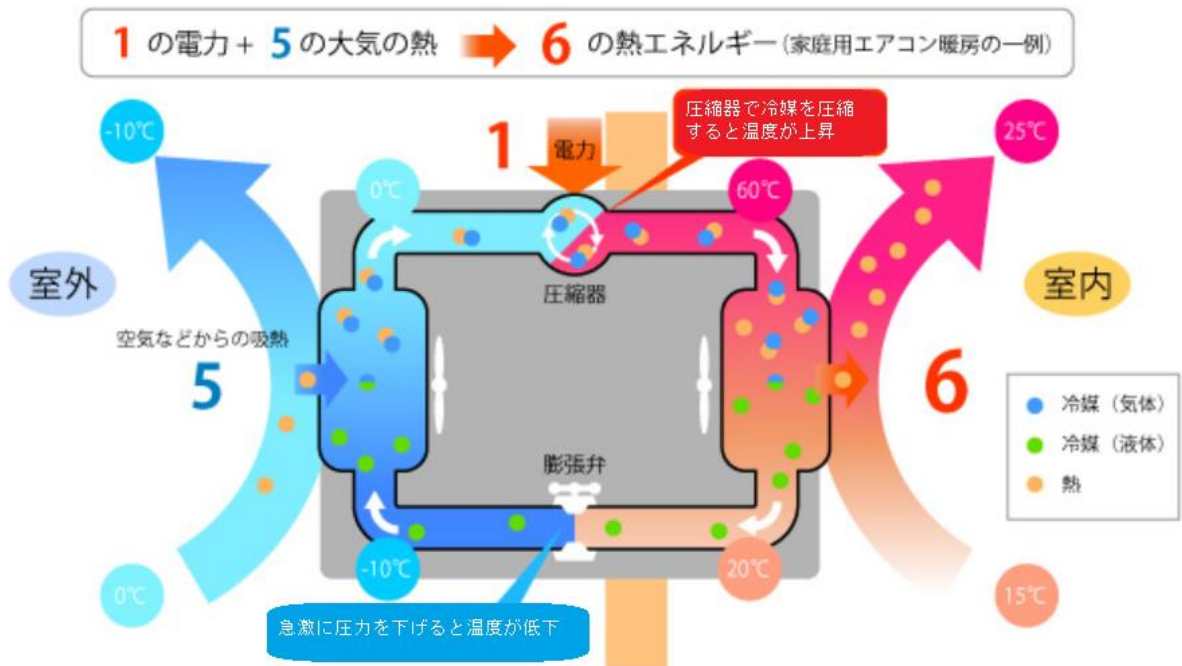 1 の電力 + 5 の大気の熱 6 の熱エネルギー(家庭用エアコン暖房の一例)
-10℃
1
電力
圧縮器で冷媒を圧縮
すると温度が上昇
25℃
0℃
60℃
室外
圧縮器
室内
空気などからの吸熱
5
6
冷媒(気体)
冷媒(液体)
熱
膨張弁
-10℃
20℃
0℃
15℃
急激に圧力を下げると温度が低下